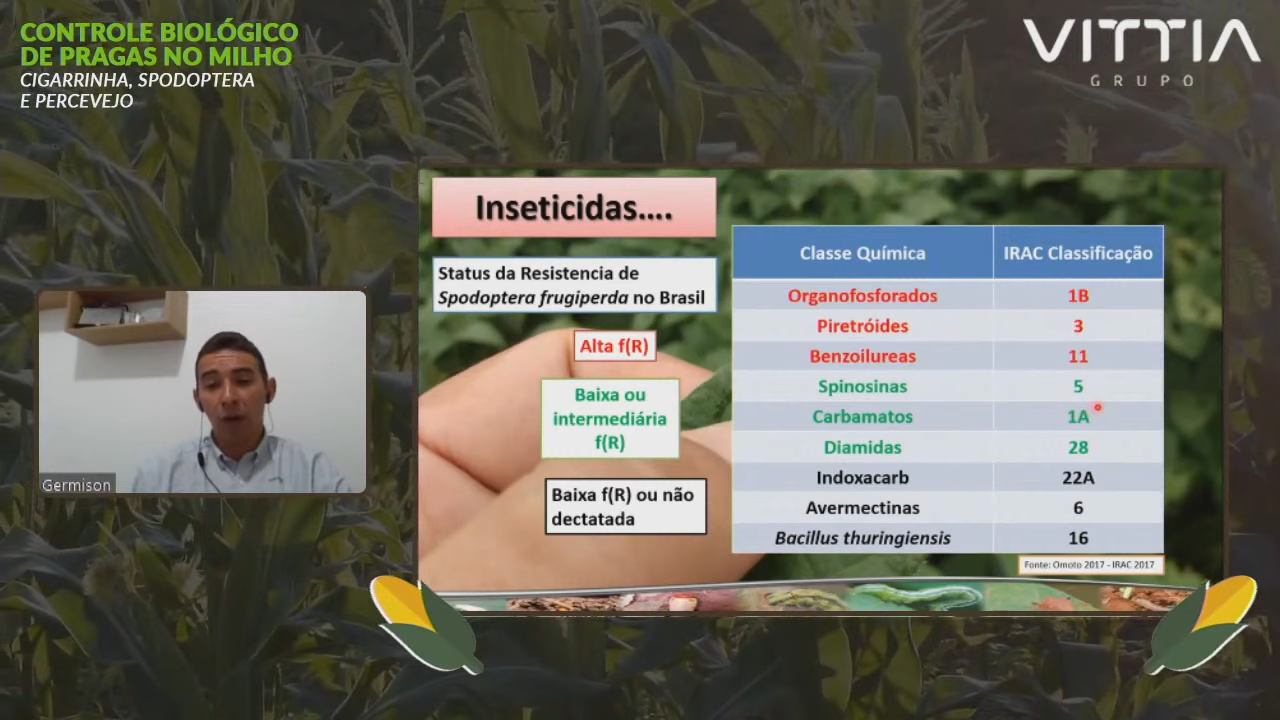 CONTROLE BIOLÓGICO
DE PRAGAS NO MILHO
CIGARRINHA, SPODOPTERA
E PERCEVEJO
VITTIA
GRUPO
Inseticidas....
Status da Resistencia de
Spodoptera frugiperda no Brasil
Alta f(R)
Baixa ou
intermediária
f(R)
Baixa f(R) ou não
dectatada
Classe Química IRAC Classificação
Organofosforados 1B
Piretróides 3
Benzoilureas 11
Spinosinas 5
Carbamatos 1A
Diamidas 28
Indoxacarb 22A
Avermectinas 6
Bacillus thuringiensis 16
Fonte: Omoto 2017 - IRAC 2017
Germison